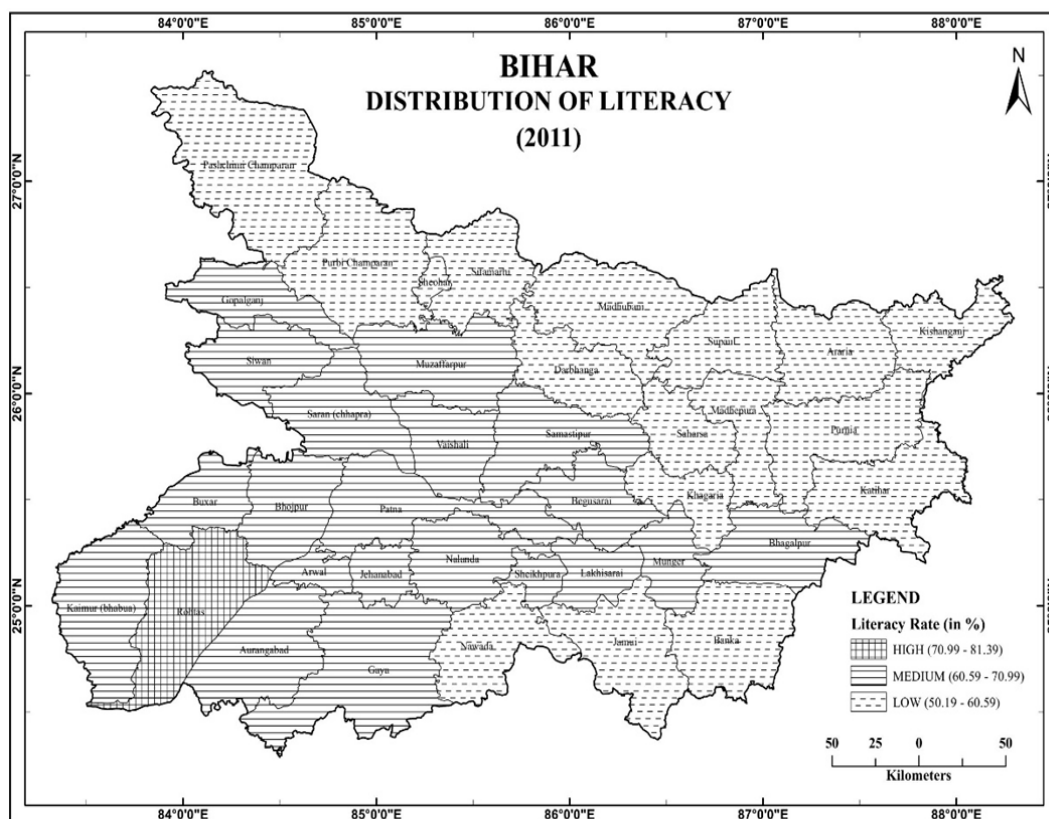 84°0'0"E 85°0'0"E 86°0'0"E 87°0'0"E 88°0'0"E
BIHAR
DISTRIBUTION OF LITERACY
(2011)
N
27°0'0"N
26°0'0"N
25°0'0"N
Pashchim Champaran
Purbi Champaran
Sheohar
Sitamarhi
Madhubani
Gopalganj
Supaul
Araria
Kishanganj
Siwan
Muzaffarpur
Darbhanga
Saran (chhapra)
Madhepura
Vaishali
Samastipur
Saharsa
Purnia
Buxar
Bhojpur
Patna
Begusarai
Khagaria
Katihar
Bhagalpur
Arwal
Jehanabad
Nalanda
Sheikhpura
Lakhisarai
Munger
Kaimur (bhabua)
Rohtas
Aurangabad
Gaya
Nawada
Jamui
Banka
LEGEND
Literacy Rate (in %)
HIGH (70.99 - 81.39)
MEDIUM (60.59 - 70.99)
LOW (50.19 - 60.59)
50 25 0 50
Kilometers
84°0'0"E 85°0'0"E 86°0'0"E 87°0'0"E 88°0'0"E